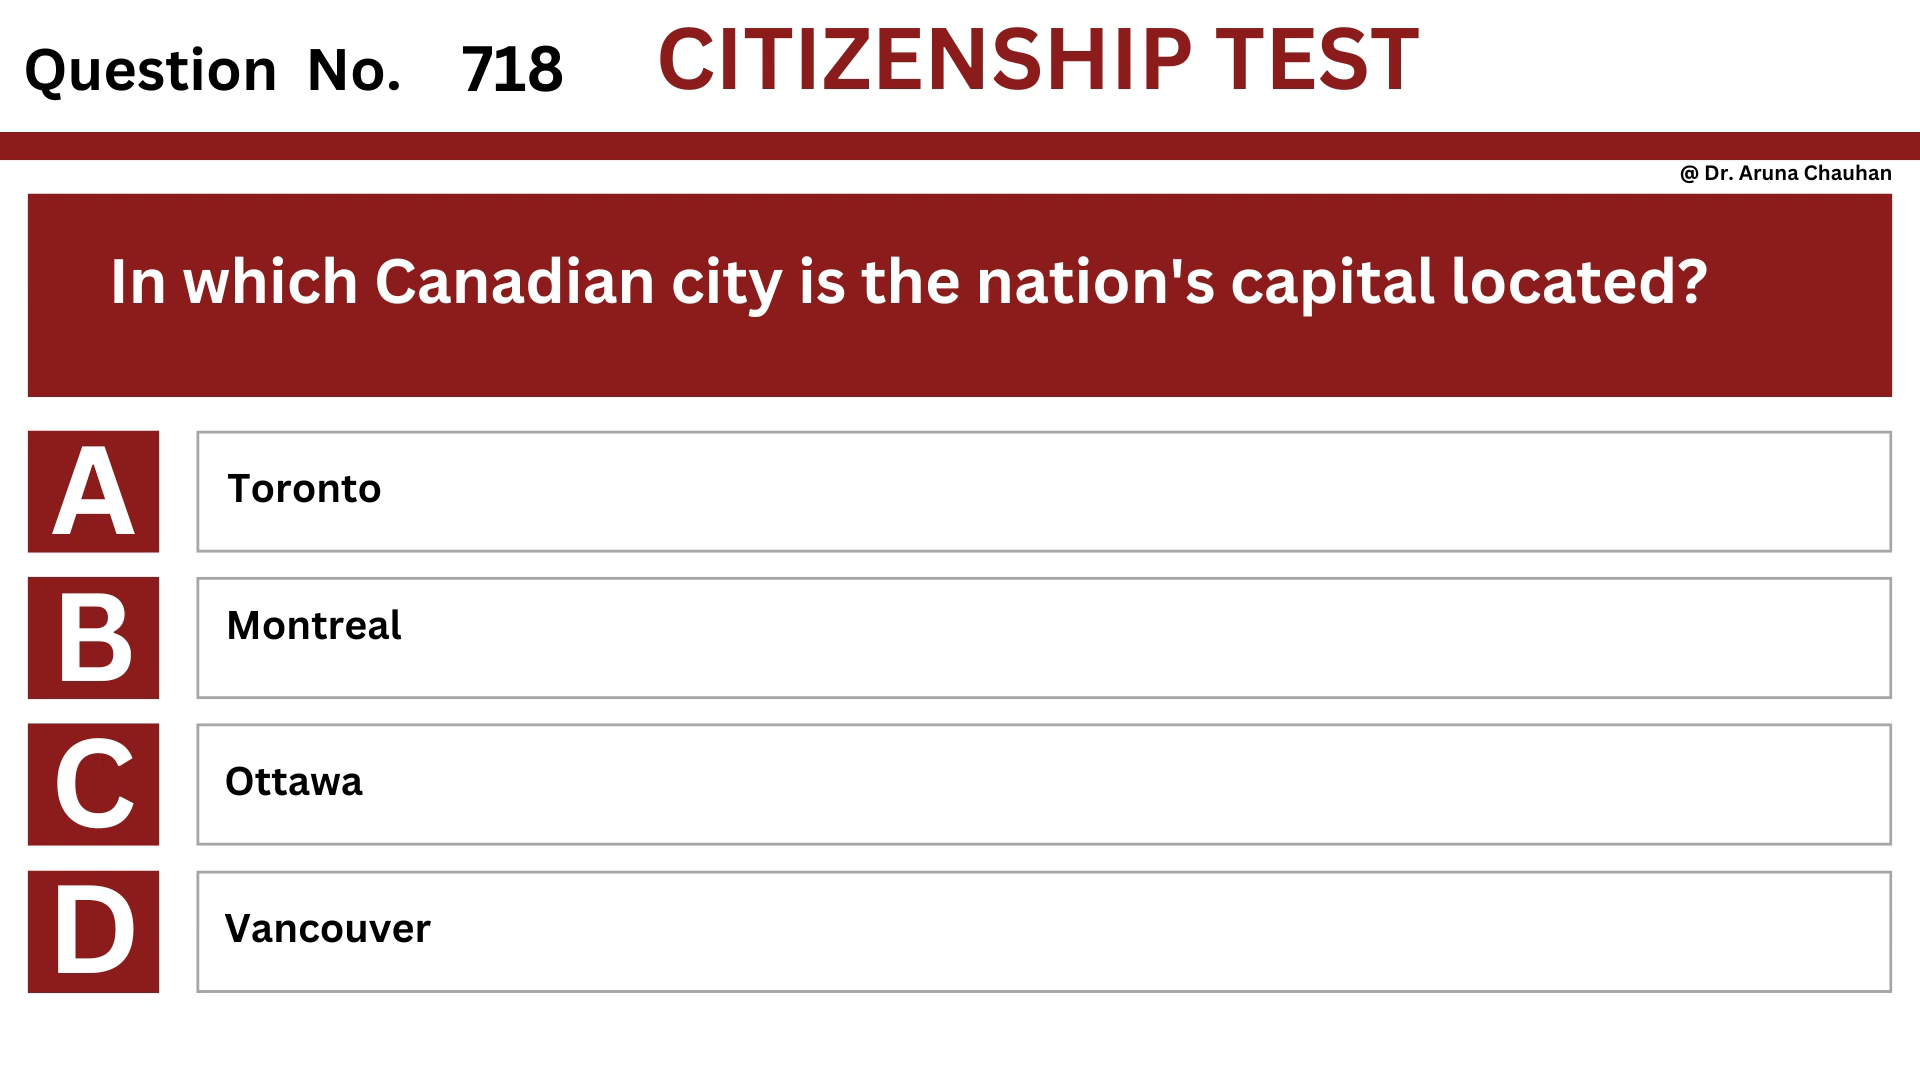 Question No. 718 CITIZENSHIP TEST
@ Dr. Aruna Chauhan
In which Canadian city is the nation's capital located?
A Toronto
B Montreal
C Ottawa
D Vancouver